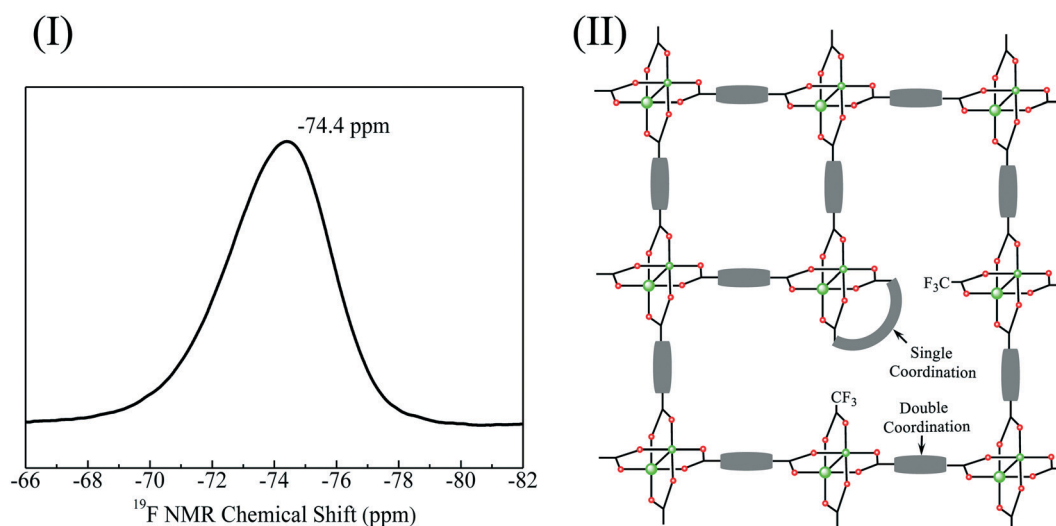 (I)
-74.4 ppm
-66 -68 -70 -72 -74 -76 -78 -80 -82
¹⁹F NMR Chemical Shift (ppm)
(II)
F₃C
Single
Coordination
CF₃
Double
Coordination